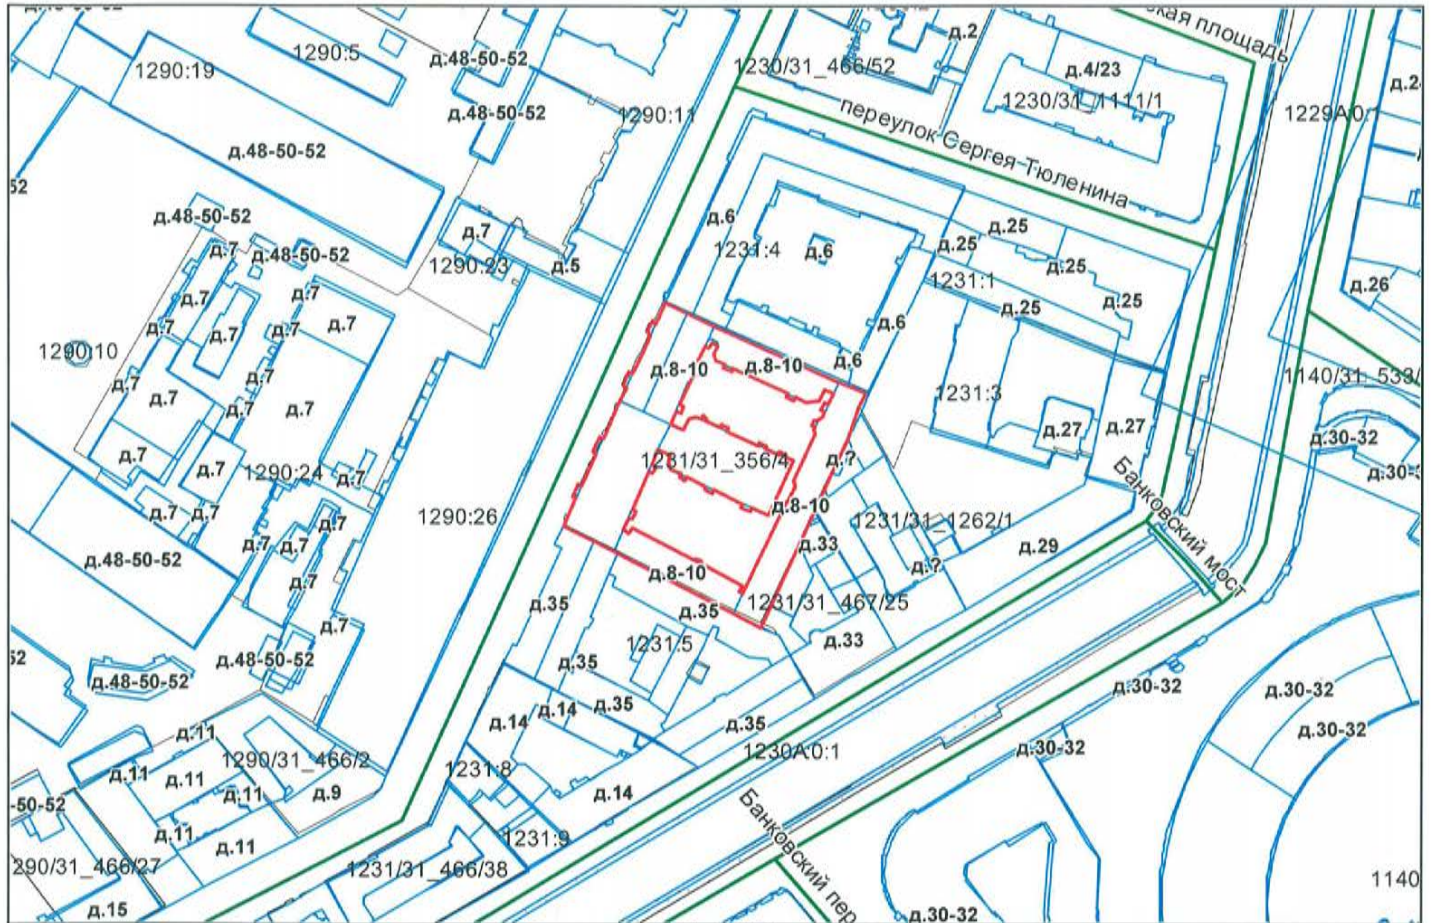 1290:19
1290:5
д.48-50-52
д.48-50-52
1290:11
д.2
1230/31_466/52
д.4/23
1230/31_1111/1
1229А:0:1
переулок Сергея Тюленина
д.48-50-52
д.48-50-52
д.48-50-52
д.7
1290:23
д.5
д.6
1231:4
д.6
д.6
д.6
д.25
д.25
1231:1
д.25
д.25
д.25
д.26
1290:10
д.7
д.7
д.7
д.7
д.7
д.7
д.7
д.7
д.7
д.7
д.7
д.7
д.7
д.7
1290:24
д.7
д.7
д.7
д.7
д.7
д.7
д.7
1290:26
д.8-10
д.8-10
1231/31_356/4
д.?
д.8-10
д.8-10
1231:3
д.27
д.27
1140/31_533/
д.30-32
Банковский мост
1231/31_1262/1
д.33
д.?
д.29
1231/31_467/25
д.33
д.48-50-52
д.48-50-52
д.48-50-52
д.35
д.35
1231:5
д.35
д.35
д.35
д.14
д.14
1231:8
д.14
1231:9
1230А:0:1
д.30-32
д.30-32
д.30-32
д.30-32
д.11
1290/31_466/2
д.11
д.11
д.11
д.9
д.11
д.11
-50-52
290/31_466/27
д.15
1231/31_466/38
Банковский пер
1140
д.30-32